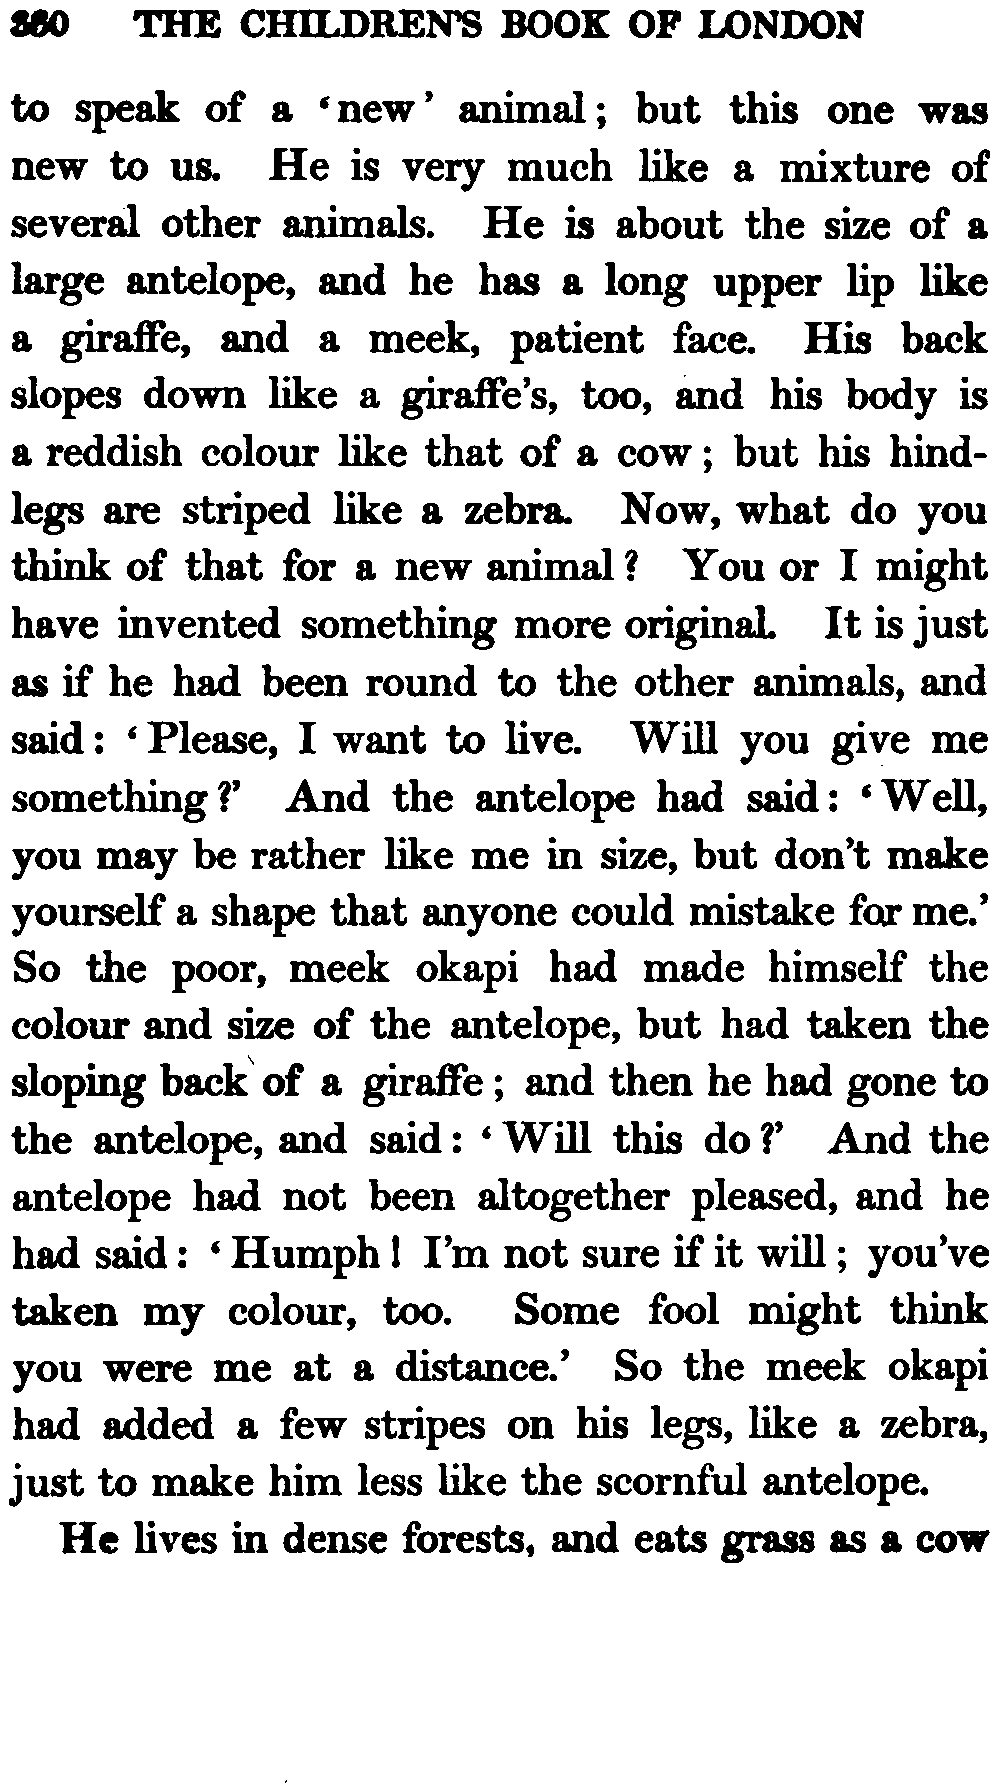 260 THE CHILDREN'S BOOK OF LONDON
to speak of a 'new' animal; but this one was
new to us. He is very much like a mixture of
several other animals. He is about the size of a
large antelope, and he has a long upper lip like
a giraffe, and a meek, patient face. His back
slopes down like a giraffe's, too, and his body is
a reddish colour like that of a cow; but his hind-
legs are striped like a zebra. Now, what do you
think of that for a new animal? You or I might
have invented something more original. It is just
as if he had been round to the other animals, and
said: 'Please, I want to live. Will you give me
something?' And the antelope had said: 'Well,
you may be rather like me in size, but don't make
yourself a shape that anyone could mistake for me.'
So the poor, meek okapi had made himself the
colour and size of the antelope, but had taken the
sloping back of a giraffe; and then he had gone to
the antelope, and said: 'Will this do?' And the
antelope had not been altogether pleased, and he
had said: 'Humph! I'm not sure if it will; you've
taken my colour, too. Some fool might think
you were me at a distance.' So the meek okapi
had added a few stripes on his legs, like a zebra,
just to make him less like the scornful antelope.
He lives in dense forests, and eats grass as a cow